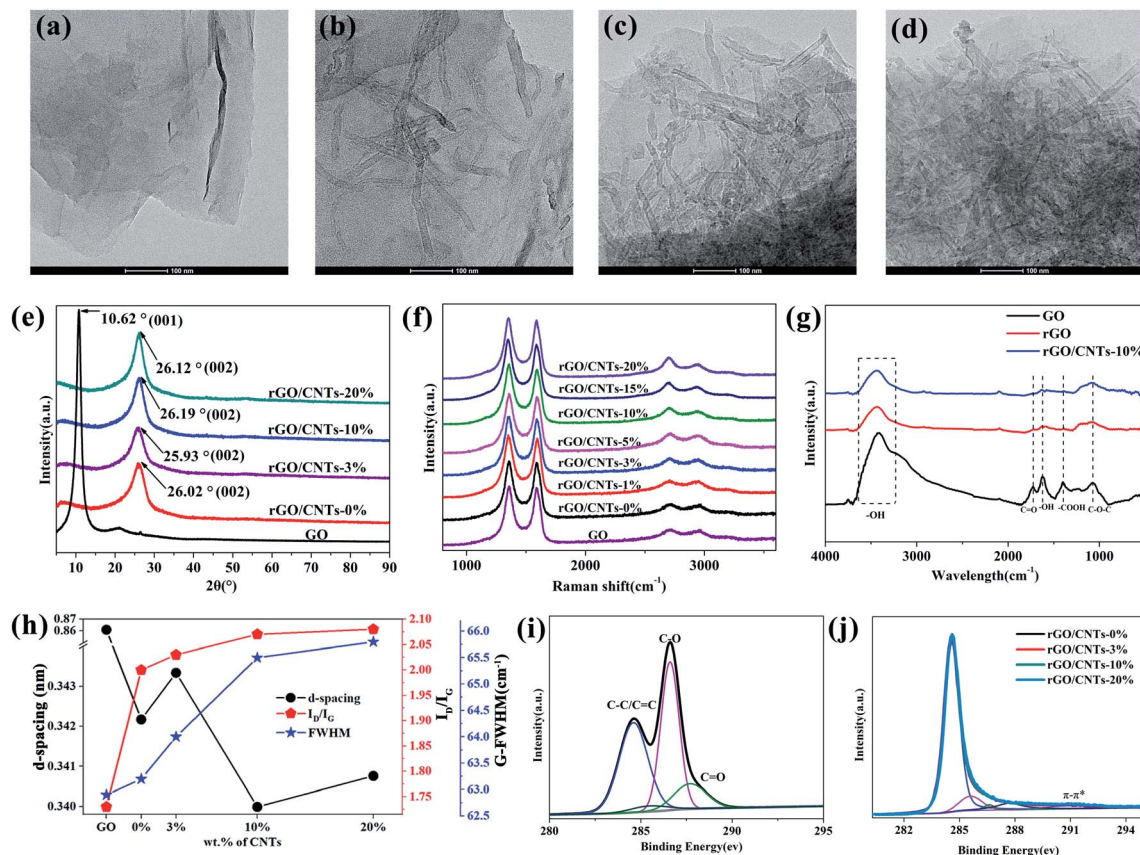 (a)
(b)
(c)
(d)
100 nm
100 nm
100 nm
100 nm
(e)
10.62 ° (001)
26.12 ° (002)
rGO/CNTs-20%
26.19 ° (002)
rGO/CNTs-10%
25.93 ° (002)
rGO/CNTs-3%
26.02 ° (002)
rGO/CNTs-0%
GO
Intensity(a.u.)
10 20 30 40 50 60 70 80 90
2θ(°)
(f)
rGO/CNTs-20%
rGO/CNTs-15%
rGO/CNTs-10%
rGO/CNTs-5%
rGO/CNTs-3%
rGO/CNTs-1%
rGO/CNTs-0%
GO
Intensity(a.u.)
1000 2000 3000
Raman shift(cm-1)
(g)
GO
rGO
rGO/CNTs-10%
-OH
C=O
-OH
-COOH
C-O-C
Intensity(a.u.)
4000 3000 2000 1000
Wavelength(cm-1)
(h)
0.87
0.86
0.343
0.342
0.341
0.340
d-spacing (nm)
d-spacing
ID/IG
FWHM
GO 0% 3% 10% 20%
wt.% of CNTs
2.10
2.05
2.00
1.95
1.90
1.85
1.80
1.75
ID/IG
66.0
65.5
65.0
64.5
64.0
63.5
63.0
62.5
G-FWHM(cm-1)
(i)
C-O
C-C/C=C
C=O
Intensity(a.u.)
280 285 290 295
Binding Energy(ev)
(j)
rGO/CNTs-0%
rGO/CNTs-3%
rGO/CNTs-10%
rGO/CNTs-20%
π-π*
Intensity(a.u.)
282 285 288 291 294
Binding Energy(ev)